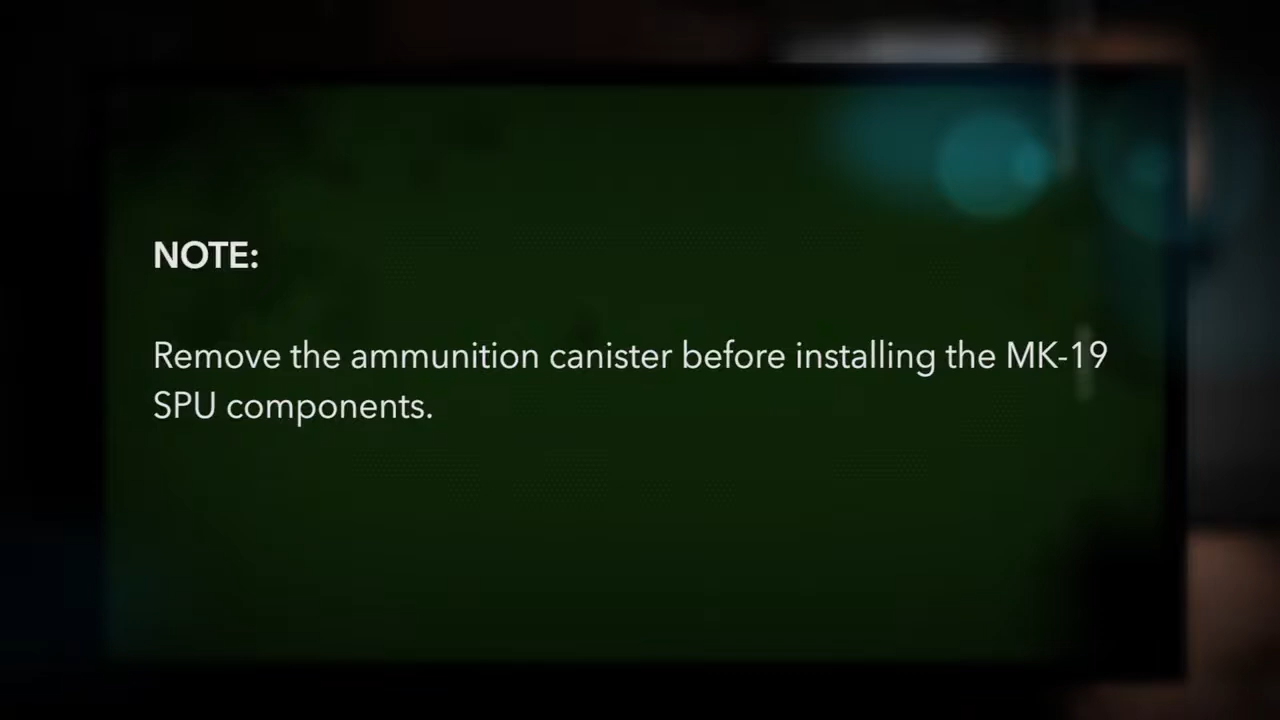 NOTE:
Remove the ammunition canister before installing the MK-19
SPU components.